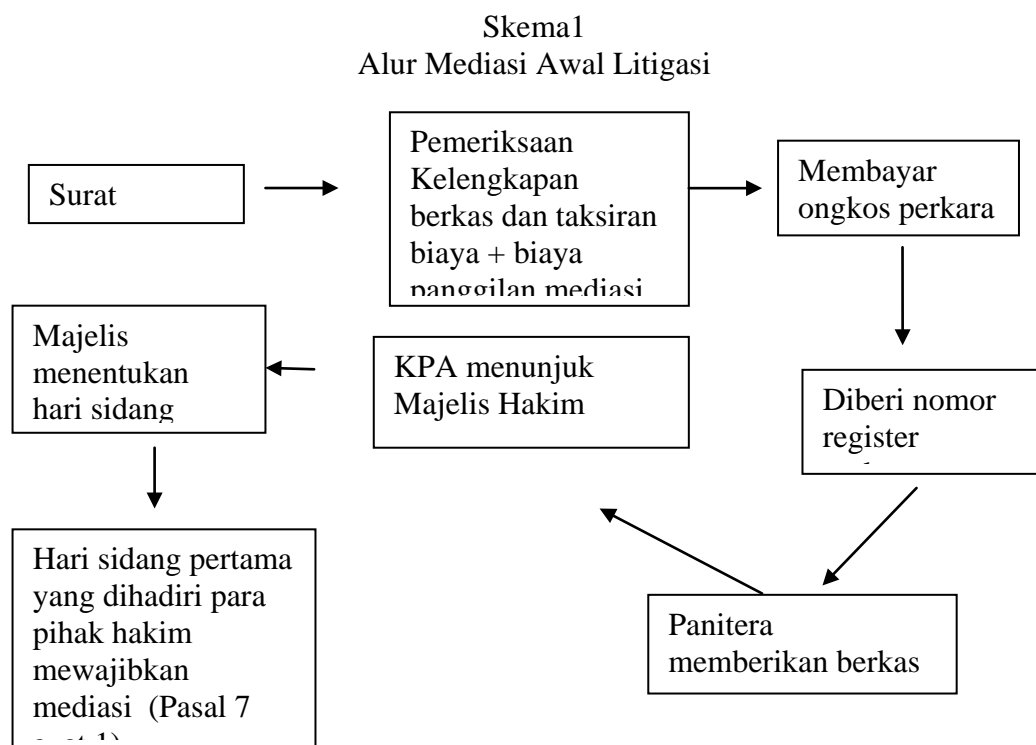 Skema1
Alur Mediasi Awal Litigasi
Surat
Pemeriksaan
Kelengkapan
berkas dan taksiran
biaya + biaya
panggilan mediasi
Membayar
ongkos perkara
Diberi nomor
register
Panitera
memberikan berkas
KPA menunjuk
Majelis Hakim
Majelis
menentukan
hari sidang
Hari sidang pertama
yang dihadiri para
pihak hakim
mewajibkan
mediasi (Pasal 7